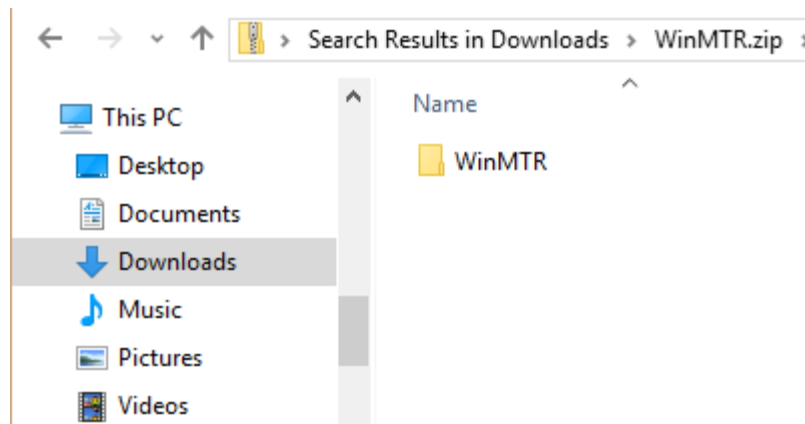 Search Results in Downloads > WinMTR.zip >
This PC
Desktop
Documents
Downloads
Music
Pictures
Videos
Name
WinMTR